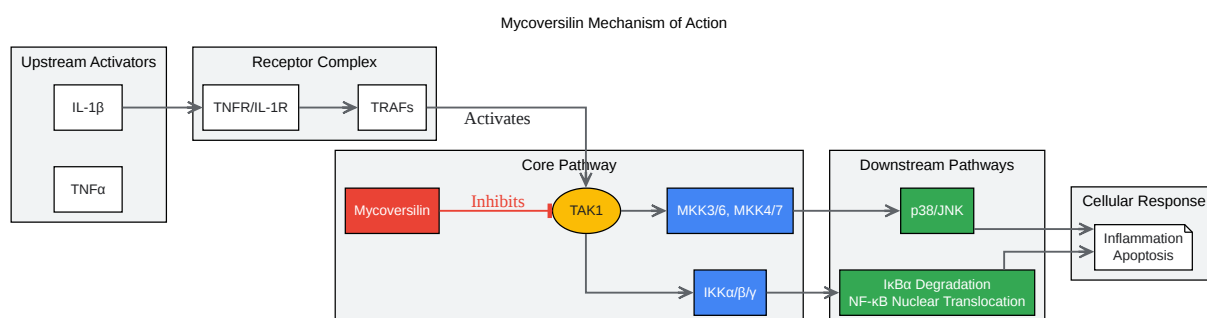 Mycoversilin Mechanism of Action
Upstream Activators
IL-1β
TNFα
Receptor Complex
TNFR/IL-1R
TRAFs
Activates
Core Pathway
Mycoversilin
Inhibits
TAK1
MKK3/6, MKK4/7
IKKα/β/γ
Downstream Pathways
p38/JNK
IκBα Degradation
NF-κB Nuclear Translocation
Cellular Response
Inflammation
Apoptosis